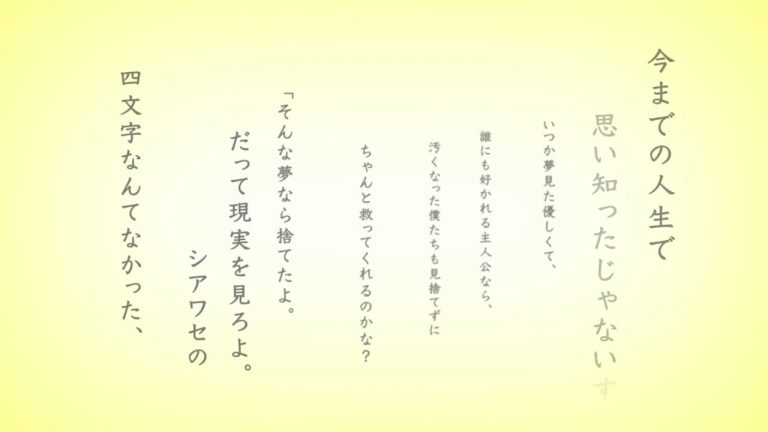 今までの人生で
思い知ったじゃないす
いつか夢見た優しくて、
誰にも好かれる主人公なら、
汚くなった僕たちも見捨てずに
ちゃんと救ってくれるのかな？
「そんな夢なら捨てたよ。
だって現実を見ろよ。
シアワセの
四文字なんてなかった、